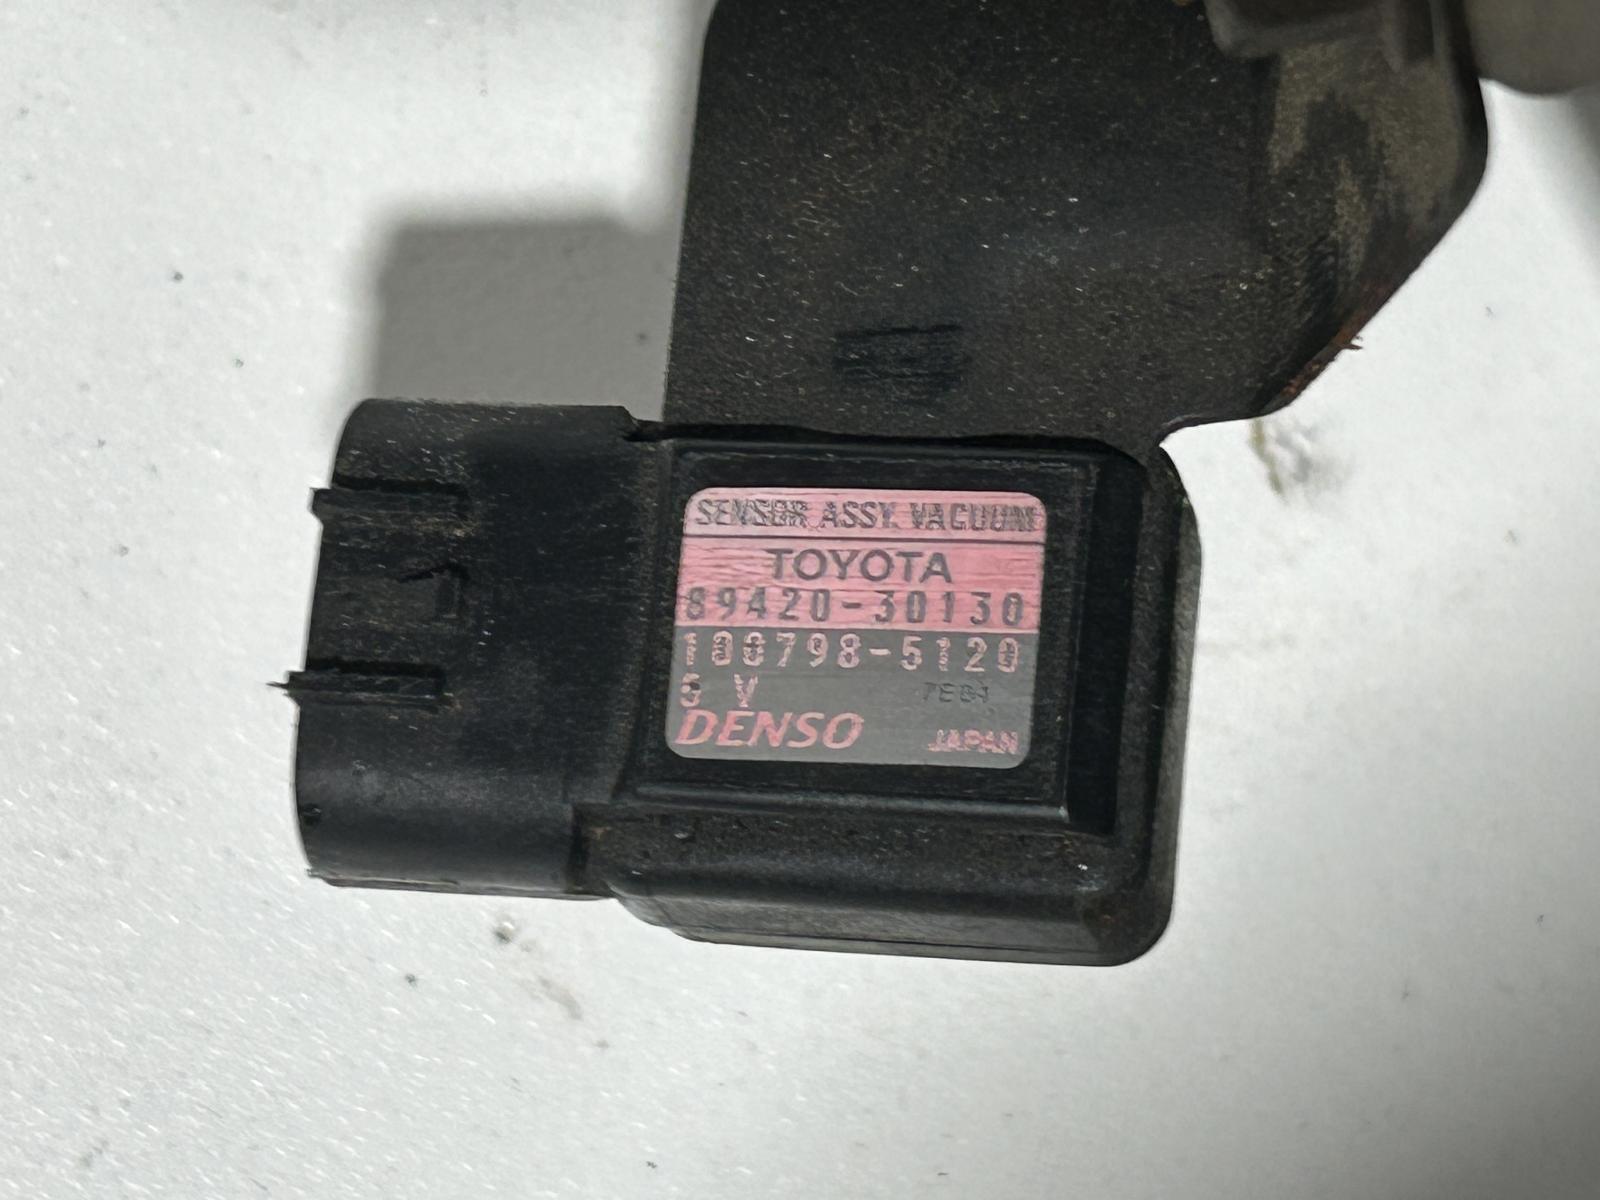 SENSOR ASSY. VACUUM
TOYOTA
89420-30130
100798-5120
5 V
DENSO JAPAN